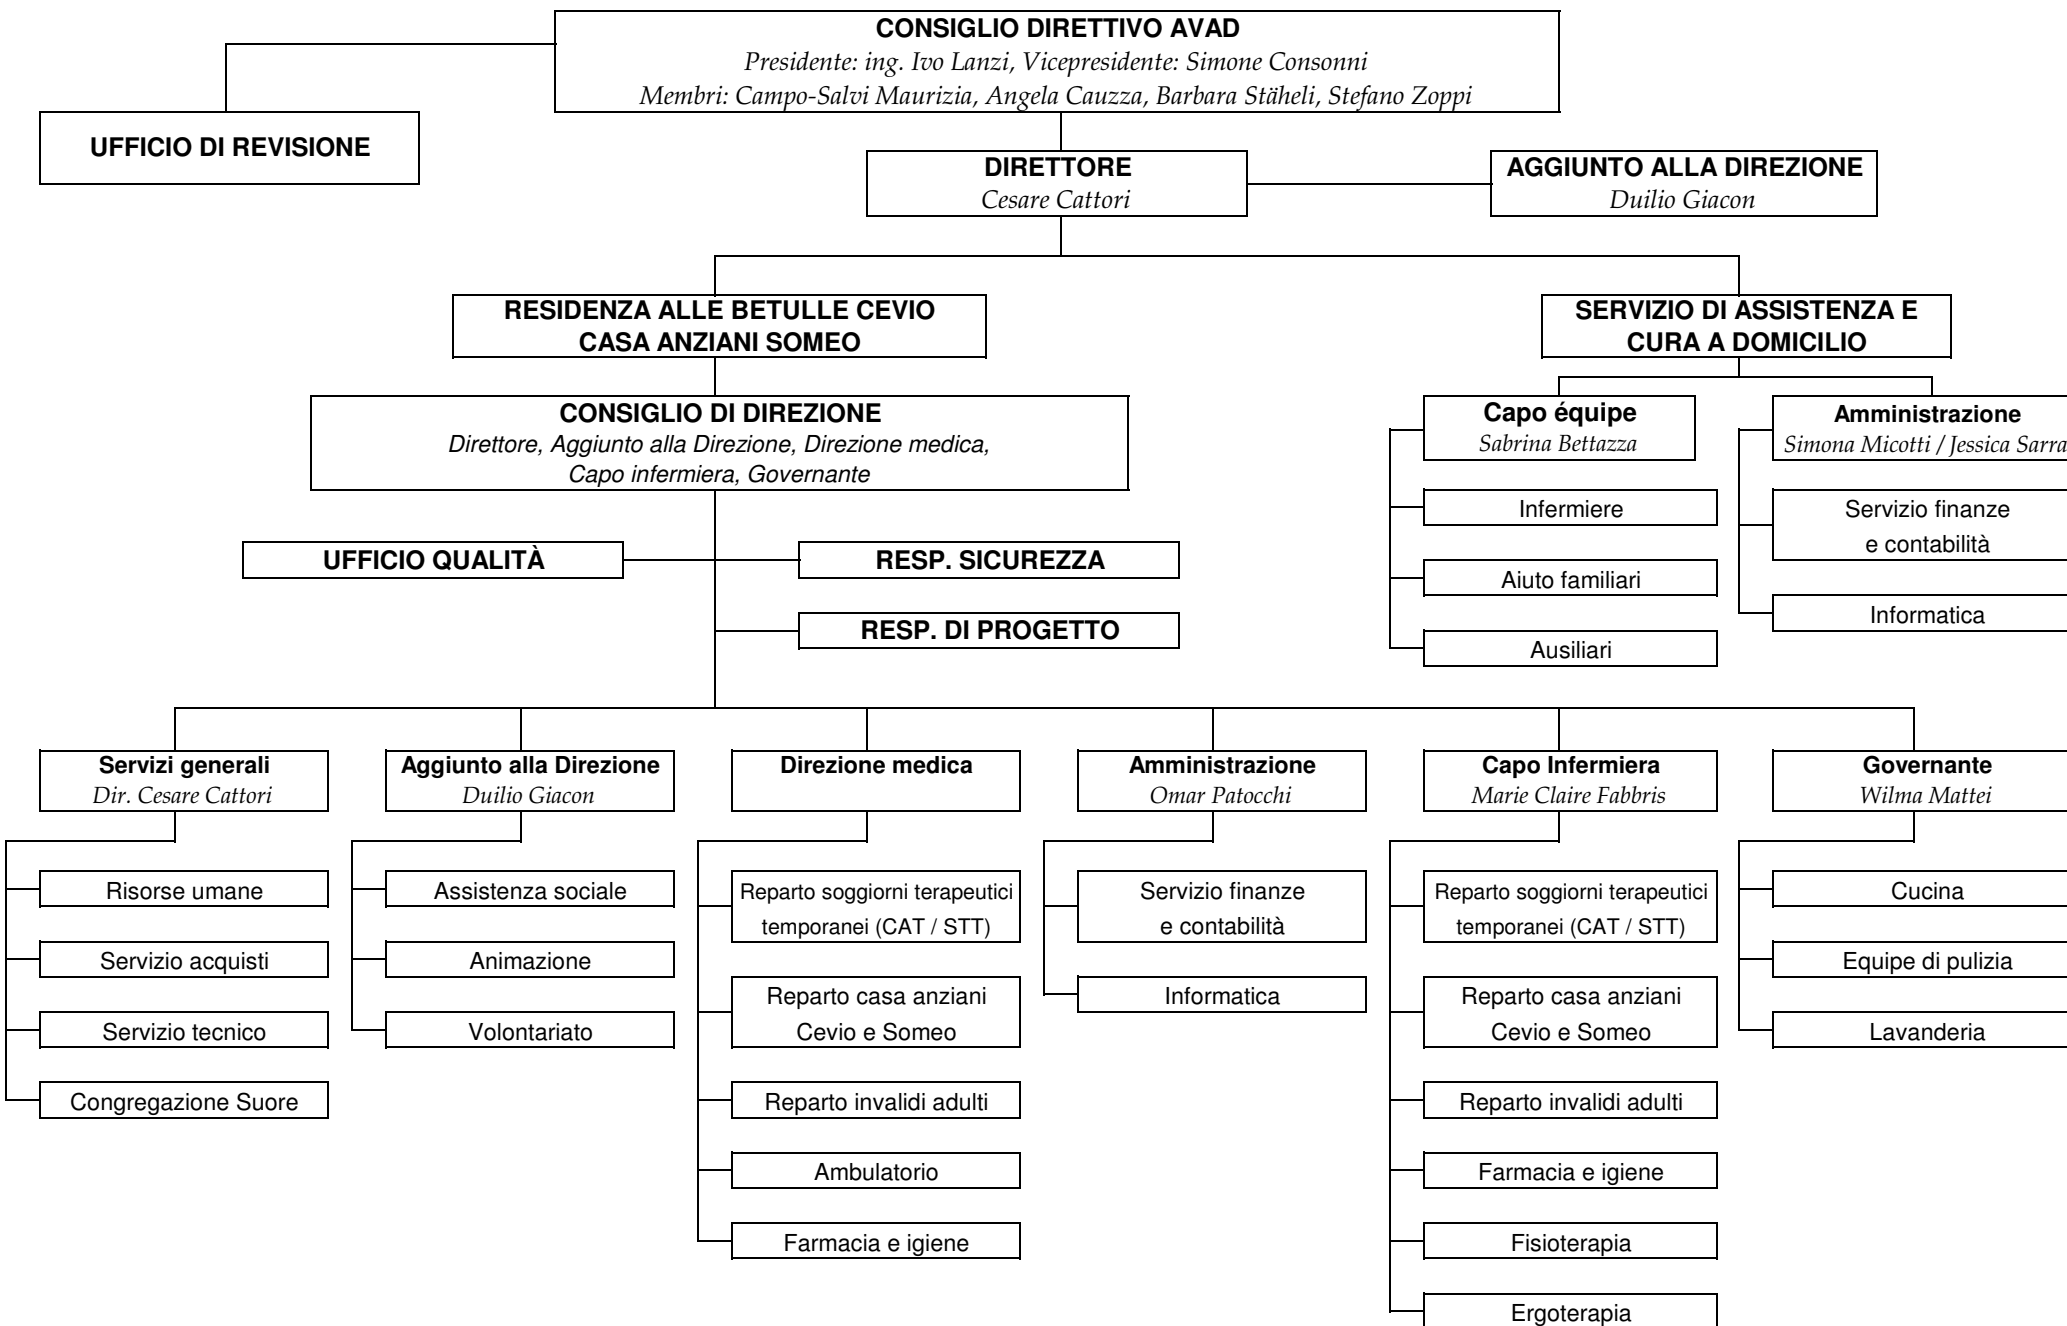 CONSIGLIO DIRETTIVO AVAD
Presidente: ing. Ivo Lanzi, Vicepresidente: Simone Consonni
Membri: Campo-Salvi Maurizia, Angela Cauzza, Barbara Stäheli, Stefano Zoppi
UFFICIO DI REVISIONE
DIRETTORE
Cesare Cattori
AGGIUNTO ALLA DIREZIONE
Duilio Giacon
RESIDENZA ALLE BETULLE CEVIO
CASA ANZIANI SOMEO
SERVIZIO DI ASSISTENZA E
CURA A DOMICILIO
CONSIGLIO DI DIREZIONE
Direttore, Aggiunto alla Direzione, Direzione medica,
Capo infermiera, Governante
Capo équipe
Sabrina Bettazza
Infermiere
Aiuto familiari
Ausiliari
Amministrazione
Simona Micotti / Jessica Sarra
Servizio finanze
e contabilità
Informatica
UFFICIO QUALITÀ
RESP. SICUREZZA
RESP. DI PROGETTO
Servizi generali
Dir. Cesare Cattori
Risorse umane
Servizio acquisti
Servizio tecnico
Congregazione Suore
Aggiunto alla Direzione
Duilio Giacon
Assistenza sociale
Animazione
Volontariato
Direzione medica
Reparto soggiorni terapeutici
temporanei (CAT / STT)
Reparto casa anziani
Cevio e Someo
Reparto invalidi adulti
Ambulatorio
Farmacia e igiene
Amministrazione
Omar Patocchi
Servizio finanze
e contabilità
Informatica
Capo Infermiera
Marie Claire Fabbris
Reparto soggiorni terapeutici
temporanei (CAT / STT)
Reparto casa anziani
Cevio e Someo
Reparto invalidi adulti
Farmacia e igiene
Fisioterapia
Ergoterapia
Governante
Wilma Mattei
Cucina
Equipe di pulizia
Lavanderia